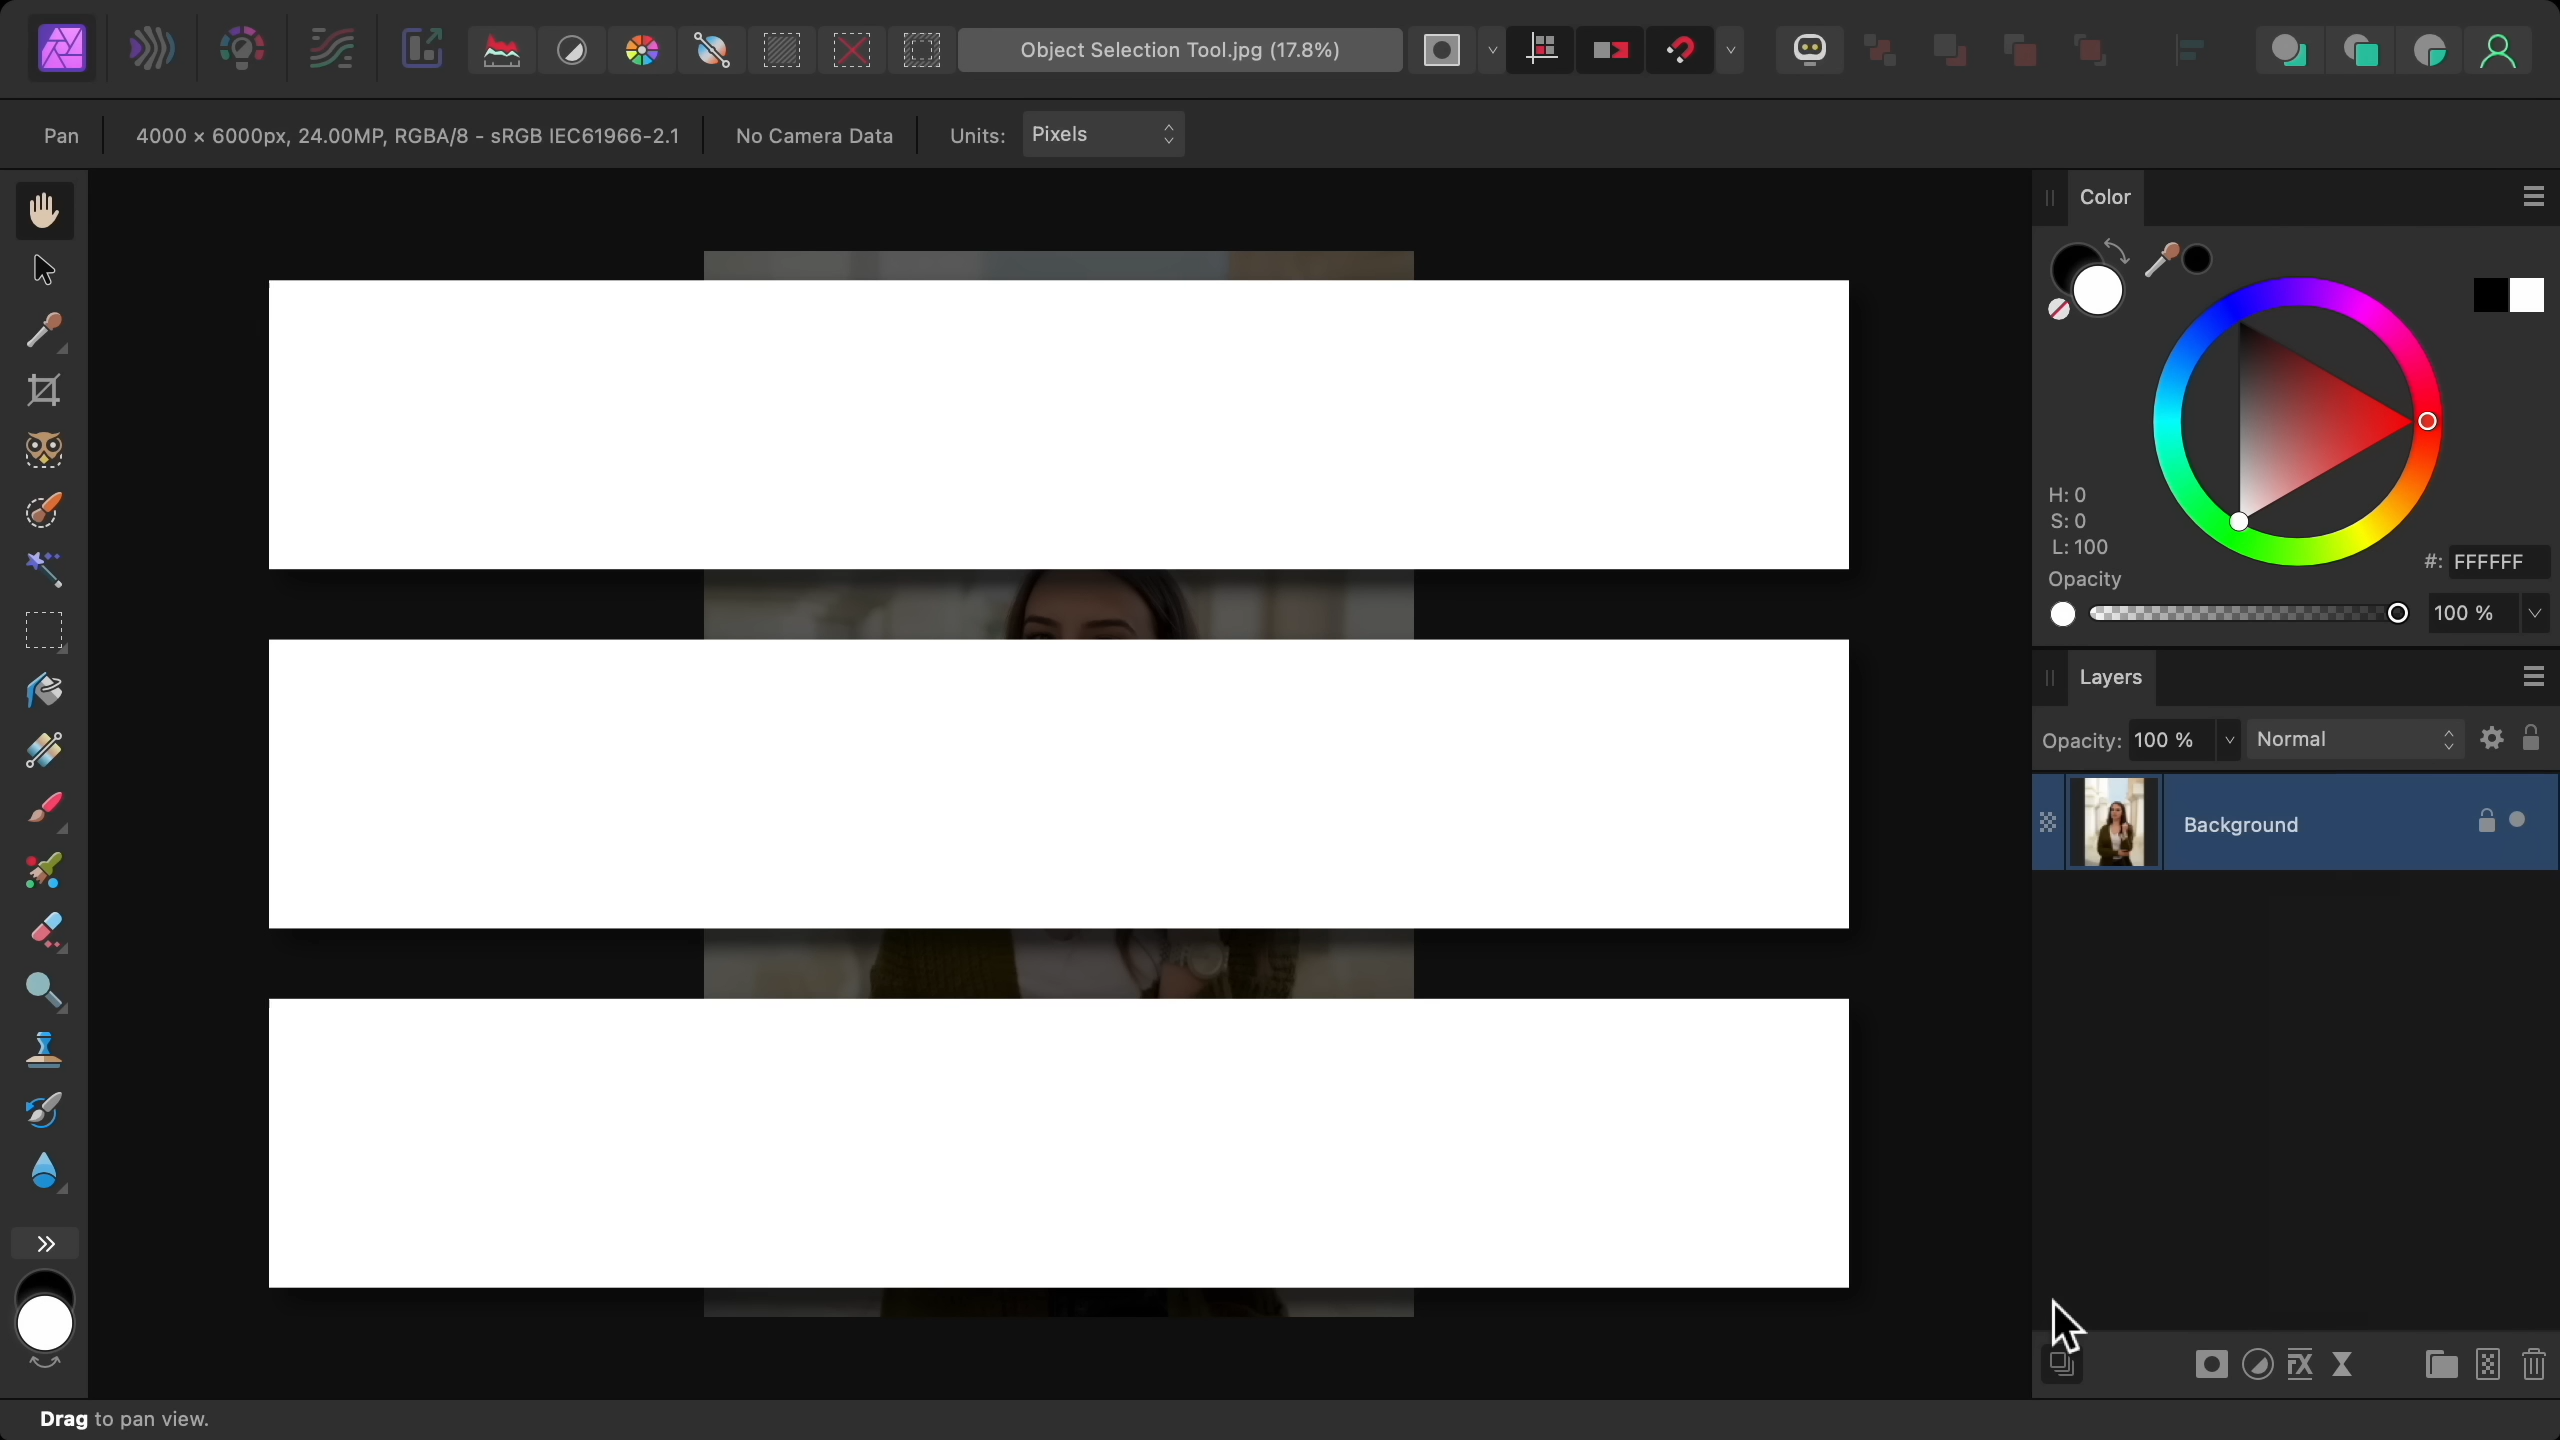 Object Selection Tool.jpg (17.8%)
Pan
4000 × 6000px, 24.00MP, RGBA/8 - sRGB IEC61966-2.1
No Camera Data
Units:
Pixels
Color
H: 0
S: 0
L: 100
#: FFFFFF
Opacity
100 %
Layers
Opacity: 100 %
Normal
Background
FX
Drag to pan view.